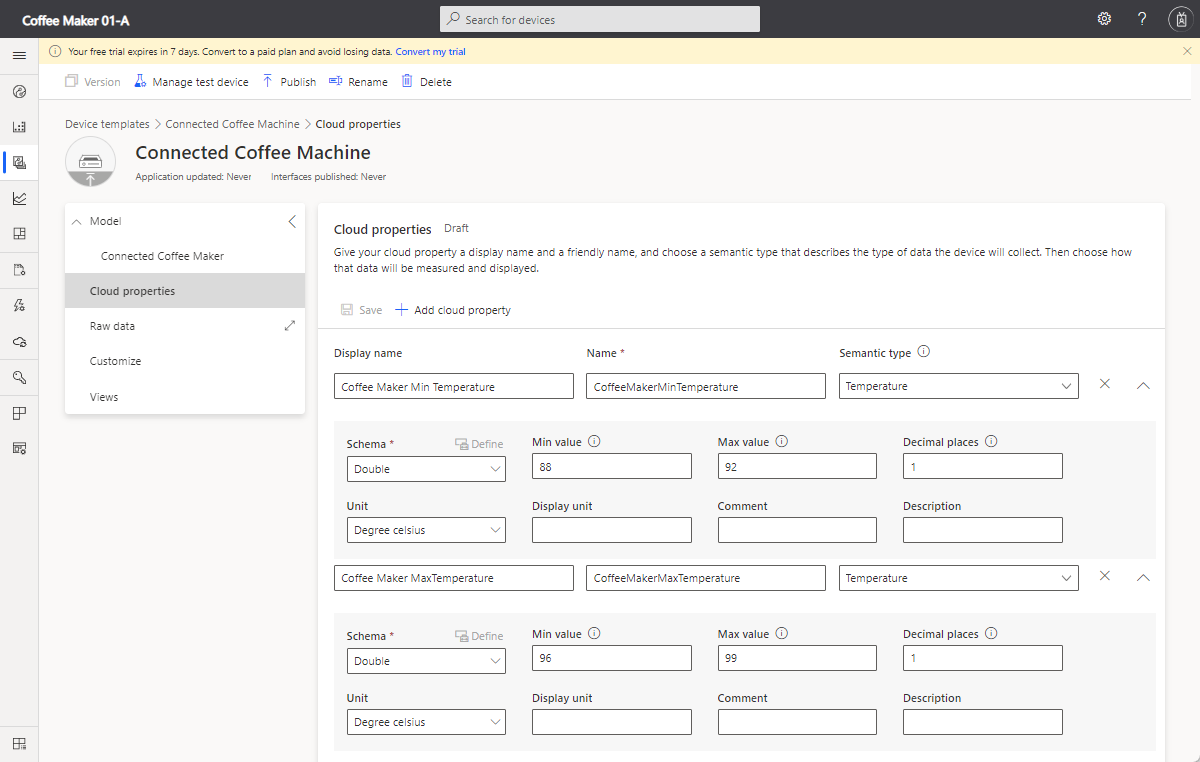 Coffee Maker 01-A
Search for devices
?
Your free trial expires in 7 days. Convert to a paid plan and avoid losing data. Convert my trial
Version Manage test device Publish Rename Delete
Device templates > Connected Coffee Machine > Cloud properties
Connected Coffee Machine
Application updated: Never Interfaces published: Never
Model
Connected Coffee Maker
Cloud properties
Raw data
Customize
Views
Cloud properties Draft
Give your cloud property a display name and a friendly name, and choose a semantic type that describes the type of data the device will collect. Then choose how
that data will be measured and displayed.
Save + Add cloud property
Display name Name * Semantic type
Coffee Maker Min Temperature CoffeeMakerMinTemperature Temperature
Schema * Define Min value Max value Decimal places
Double 88 92 1
Unit Display unit Comment Description
Degree celsius
Coffee Maker MaxTemperature CoffeeMakerMaxTemperature Temperature
Schema * Define Min value Max value Decimal places
Double 96 99 1
Unit Display unit Comment Description
Degree celsius